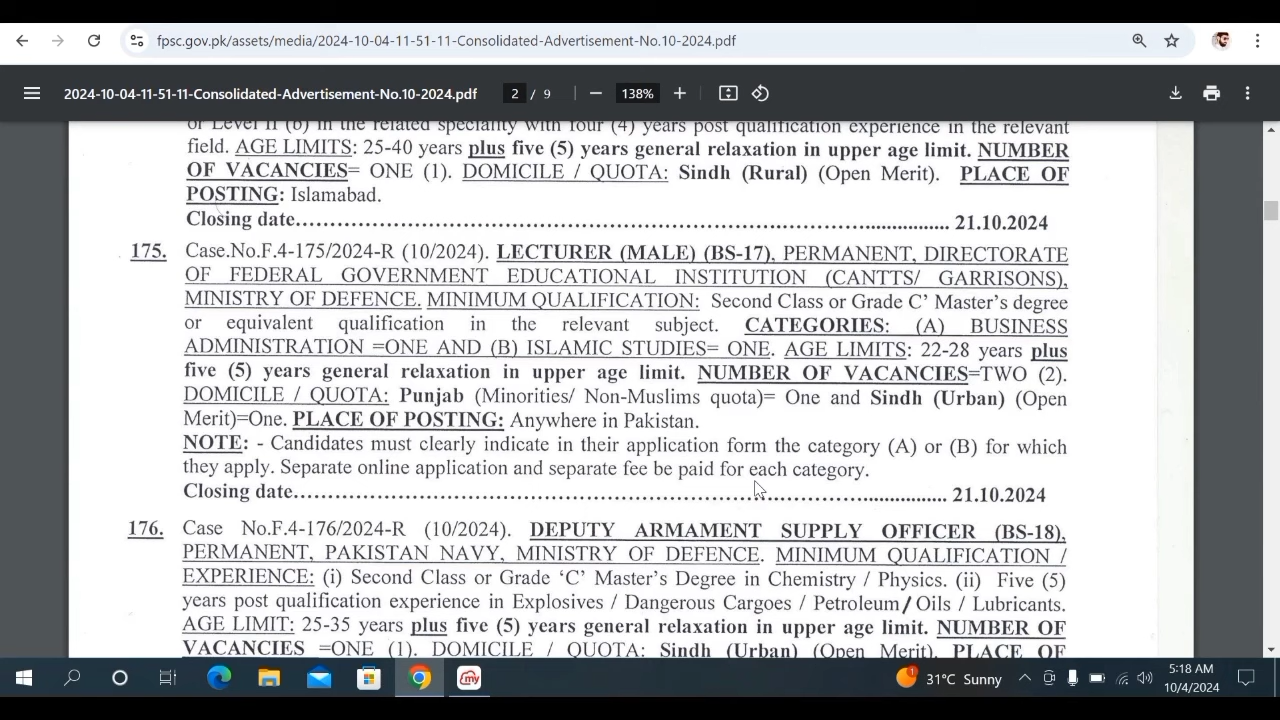 fpsc.gov.pk/assets/media/2024-10-04-11-51-11-Consolidated-Advertisement-No.10-2024.pdf
2024-10-04-11-51-11-Consolidated-Advertisement-No.10-2024.pdf 2 / 9 138%
or Level II (b) in the related speciality with four (4) years post qualification experience in the relevant
field. AGE LIMITS: 25-40 years plus five (5) years general relaxation in upper age limit. NUMBER
OF VACANCIES= ONE (1). DOMICILE / QUOTA: Sindh (Rural) (Open Merit). PLACE OF
POSTING: Islamabad.
Closing date................................................................................ 21.10.2024
175. Case.No.F.4-175/2024-R (10/2024). LECTURER (MALE) (BS-17), PERMANENT, DIRECTORATE
OF FEDERAL GOVERNMENT EDUCATIONAL INSTITUTION (CANTTS/ GARRISONS),
MINISTRY OF DEFENCE. MINIMUM QUALIFICATION: Second Class or Grade C’ Master’s degree
or equivalent qualification in the relevant subject. CATEGORIES: (A) BUSINESS
ADMINISTRATION =ONE AND (B) ISLAMIC STUDIES= ONE. AGE LIMITS: 22-28 years plus
five (5) years general relaxation in upper age limit. NUMBER OF VACANCIES=TWO (2).
DOMICILE / QUOTA: Punjab (Minorities/ Non-Muslims quota)= One and Sindh (Urban) (Open
Merit)=One. PLACE OF POSTING: Anywhere in Pakistan.
NOTE: - Candidates must clearly indicate in their application form the category (A) or (B) for which
they apply. Separate online application and separate fee be paid for each category.
Closing date................................................................................ 21.10.2024
176. Case No.F.4-176/2024-R (10/2024). DEPUTY ARMAMENT SUPPLY OFFICER (BS-18),
PERMANENT, PAKISTAN NAVY, MINISTRY OF DEFENCE. MINIMUM QUALIFICATION /
EXPERIENCE: (i) Second Class or Grade ‘C’ Master’s Degree in Chemistry / Physics. (ii) Five (5)
years post qualification experience in Explosives / Dangerous Cargoes / Petroleum/ Oils / Lubricants.
AGE LIMIT: 25-35 years plus five (5) years general relaxation in upper age limit. NUMBER OF
VACANCIES =ONE (1). DOMICILE / QUOTA: Sindh (Urban) (Open Merit). PLACE OF
my 1 31°C Sunny 5:18 AM
10/4/2024